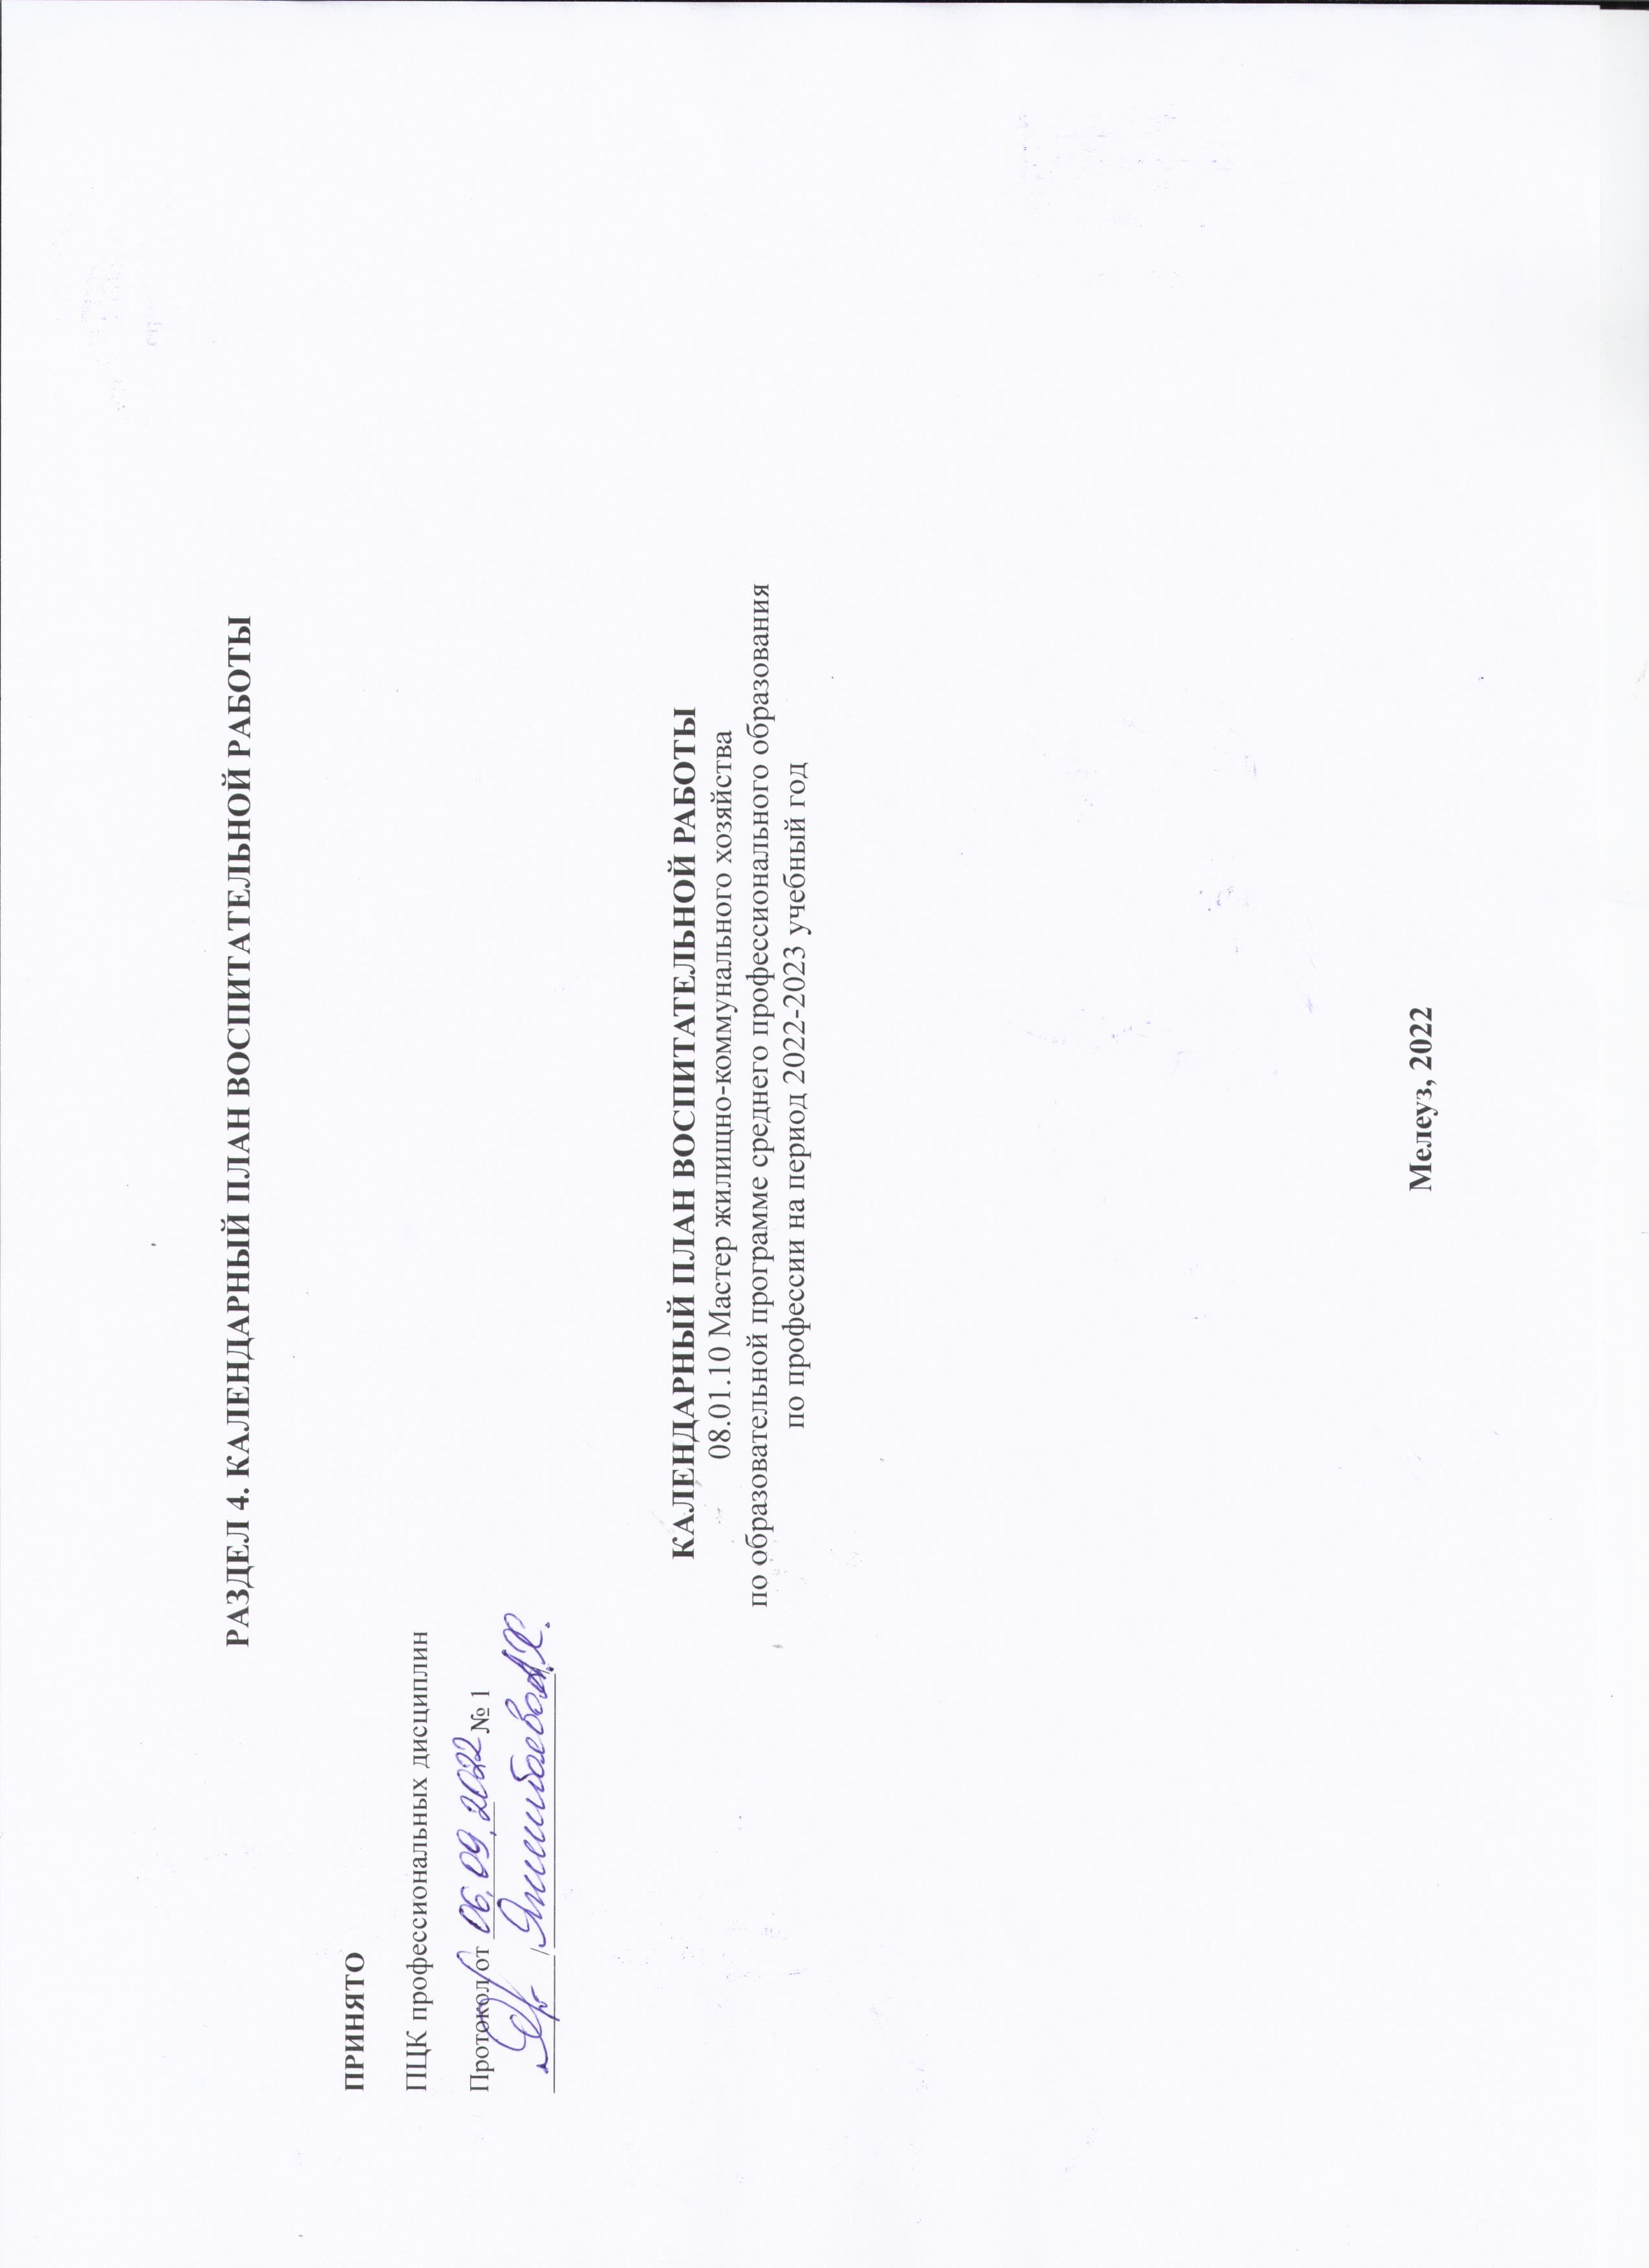 РАЗДЕЛ 4. КАЛЕНДАРНЫЙ ПЛАН ВОСПИТАТЕЛЬНОЙ РАБОТЫ
ПРИНЯТО
ПЦК профессиональных дисциплин
Протокол от 06.09.2022 № 1
/Янышбаева А.Р.
КАЛЕНДАРНЫЙ ПЛАН ВОСПИТАТЕЛЬНОЙ РАБОТЫ
08.01.10 Мастер жилищно-коммунального хозяйства
по образовательной программе среднего профессионального образования
по профессии на период 2022-2023 учебный год
Мелеуз, 2022